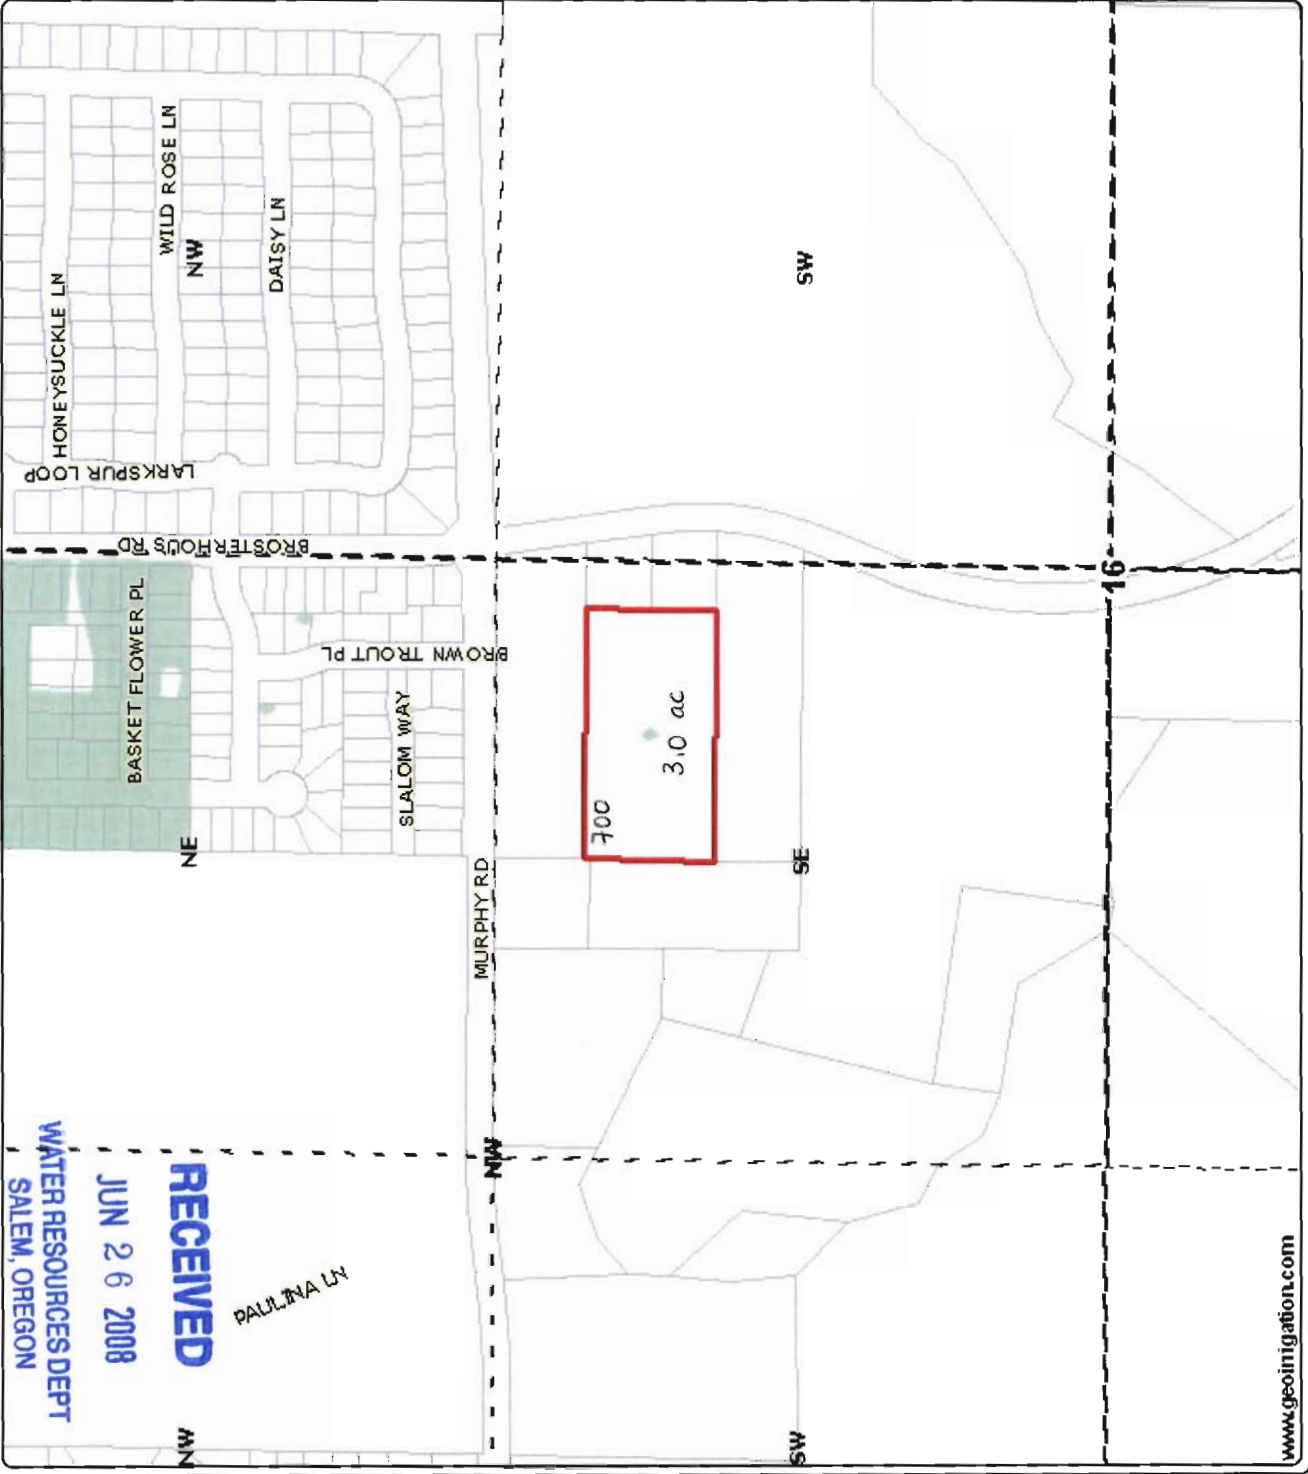 HONEYSUCKLE LN
WILD ROSE LN
NW
DAISY LN
SW
LARKSPUR LOOP
BROSTERHOUS RD
16
BASKET FLOWER PL
BROWN TROUT PL
SLALOM WAY
3.0 ac
700
NE
SE
MURPHY RD
NW
RECEIVED
JUN 26 2008
WATER RESOURCES DEPT
SALEM, OREGON
PAULINA LN
NW
SW
www.geoirrigation.com